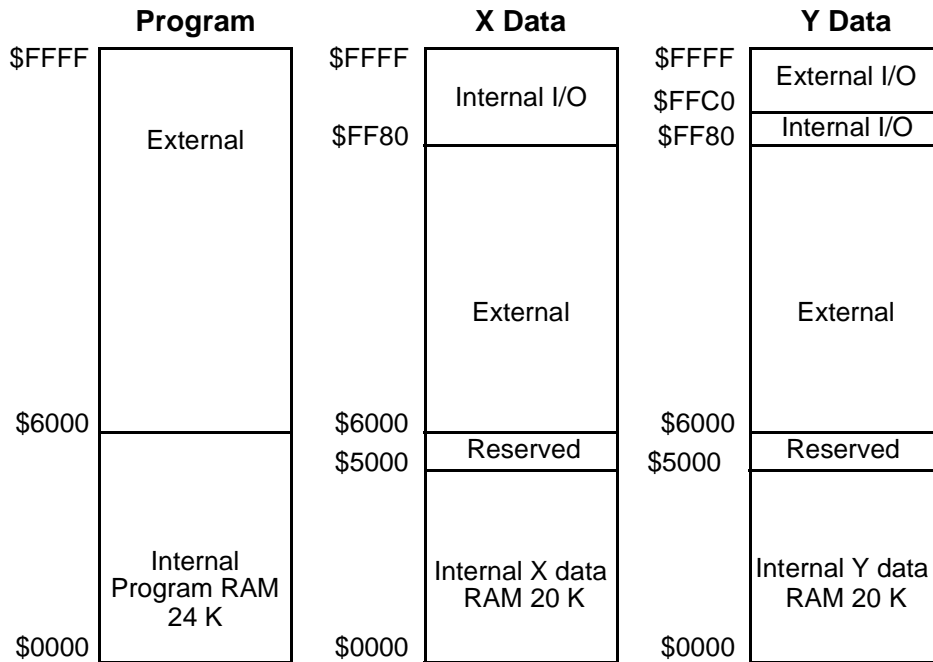 Program
$FFFF
External
$6000
Internal
Program RAM
24 K
$0000
X Data
$FFFF
Internal I/O
$FF80
External
$6000
Reserved
$5000
Internal X data
RAM 20 K
$0000
Y Data
$FFFF
External I/O
$FFC0
Internal I/O
$FF80
External
$6000
Reserved
$5000
Internal Y data
RAM 20 K
$0000